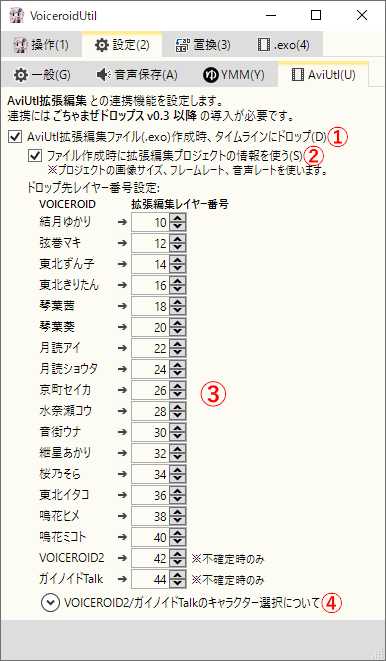 VoiceroidUtil
操作(1) 設定(2) 置換(3) .exo(4)
一般(G) 音声保存(A) ゆ YMM(Y) AviUtl(U)
AviUtl拡張編集 との連携機能を設定します。
連携には ごちゃまぜドロップス v0.3 以降 の導入が必要です。
AviUtl拡張編集ファイル(.exo)作成時、タイムラインにドロップ(D) ①
ファイル作成時に拡張編集プロジェクトの情報を使う(S) ②
※プロジェクトの画像サイズ、フレームレート、音声レートを使います。
ドロップ先レイヤー番号設定:
VOICEROID 拡張編集レイヤー番号
結月ゆかり ➔ 10
弦巻マキ ➔ 12
東北ずん子 ➔ 14
東北きりたん ➔ 16
琴葉茜 ➔ 18
琴葉葵 ➔ 20
月読アイ ➔ 22
月読ショウタ ➔ 24
京町セイカ ➔ 26
③
水奈瀬コウ ➔ 28
音街ウナ ➔ 30
紲星あかり ➔ 32
桜乃そら ➔ 34
東北イタコ ➔ 36
鳴花ヒメ ➔ 38
鳴花ミコト ➔ 40
VOICEROID2 ➔ 42 ※不確定時のみ
ガイノイドTalk ➔ 44 ※不確定時のみ
VOICEROID2/ガイノイドTalkのキャラクター選択について ④